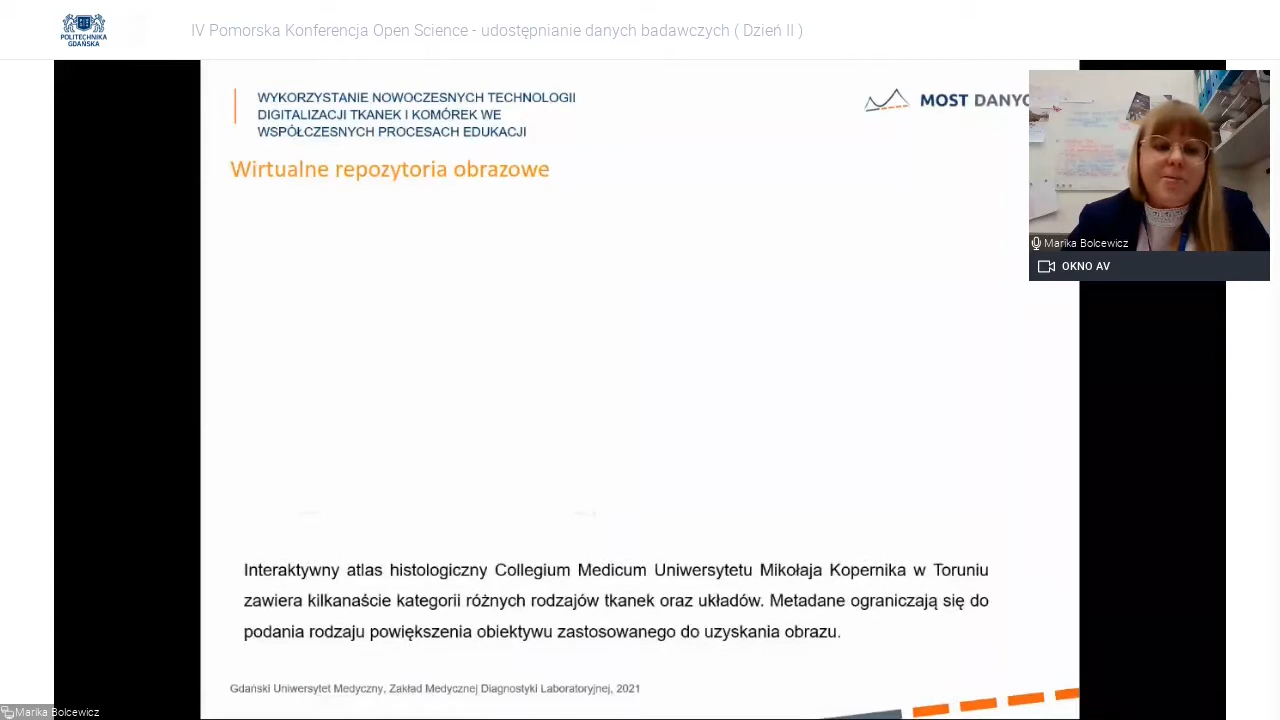 POLITECHNIKA
GDAŃSKA
IV Pomorska Konferencja Open Science - udostępnianie danych badawczych ( Dzień II )
WYKORZYSTANIE NOWOCZESNYCH TECHNOLOGII
DIGITALIZACJI TKANEK I KOMÓREK WE
WSPÓŁCZESNYCH PROCESACH EDUKACJI
MOST DANYC
Wirtualne repozytoria obrazowe
Marika Bolcewicz
OKNO AV
Interaktywny atlas histologiczny Collegium Medicum Uniwersytetu Mikołaja Kopernika w Toruniu
zawiera kilkanaście kategorii różnych rodzajów tkanek oraz układów. Metadane ograniczają się do
podania rodzaju powiększenia obiektywu zastosowanego do uzyskania obrazu.
Gdański Uniwersytet Medyczny, Zakład Medycznej Diagnostyki Laboratoryjnej, 2021
Marika Bolcewicz